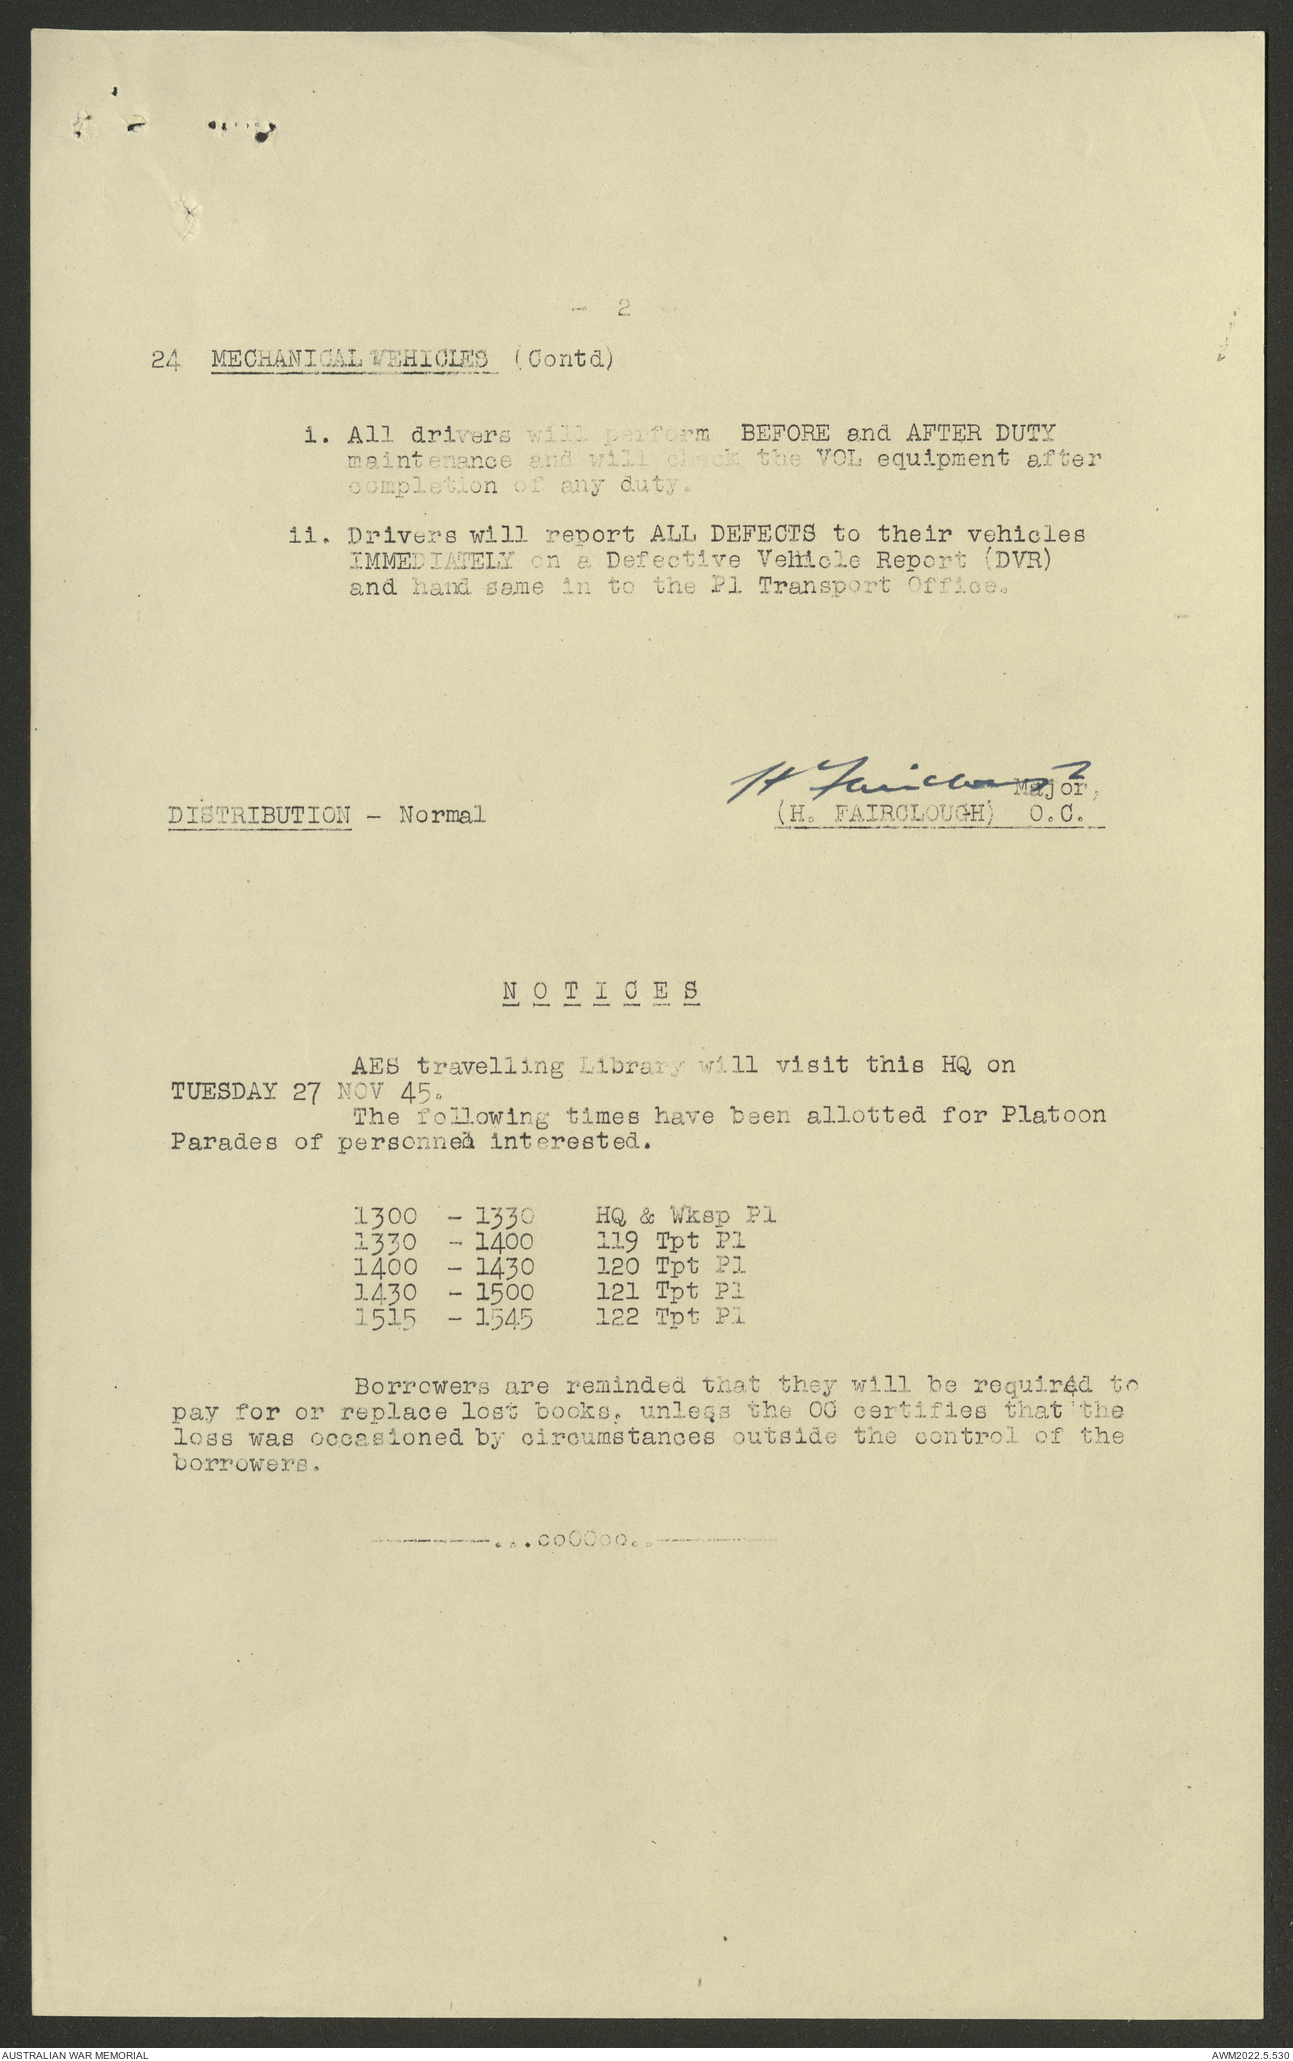 - 2 -
24 MECHANICAL VEHICLES (Contd)
i. All drivers will perform BEFORE and AFTER DUTY
maintenance and will check the VOL equipment after
completion of any duty.
ii. Drivers will report ALL DEFECTS to their vehicles
IMMEDIATELY on a Defective Vehicle Report (DVR)
and hand same in to the Pl Transport Office.
H Fairclough Major,
DISTRIBUTION - Normal (H. FAIRCLOUGH) O.C.
N O T I C E S
AES travelling Library will visit this HQ on
TUESDAY 27 NOV 45.
The following times have been allotted for Platoon
Parades of personnel interested.
1300 - 1330 HQ & Wksp Pl
1330 - 1400 119 Tpt Pl
1400 - 1430 120 Tpt Pl
1430 - 1500 121 Tpt Pl
1515 - 1545 122 Tpt Pl
Borrowers are reminded that they will be required to
pay for or replace lost books, unless the OC certifies that the
loss was occasioned by circumstances outside the control of the
borrowers.
--------...ooOOoo..--------
AUSTRALIAN WAR MEMORIAL AWM2022.5.530